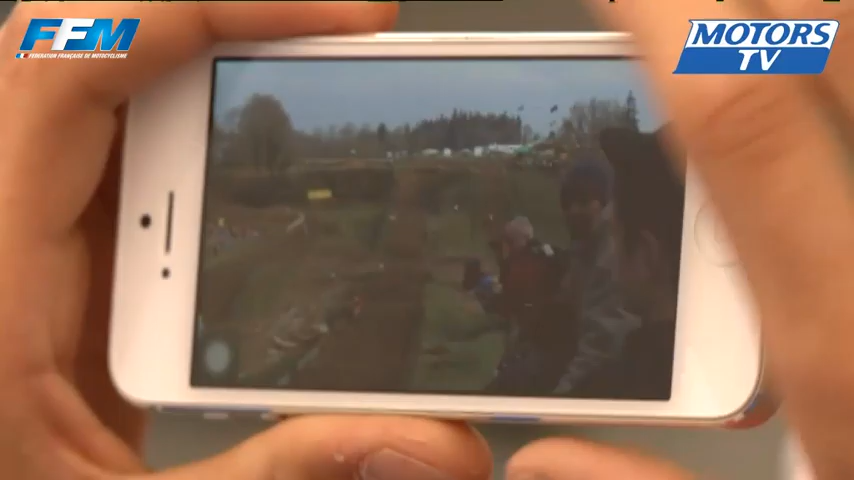 FFM
FEDERATION FRANÇAISE DE MOTOCYCLISME
MOTORS
TV